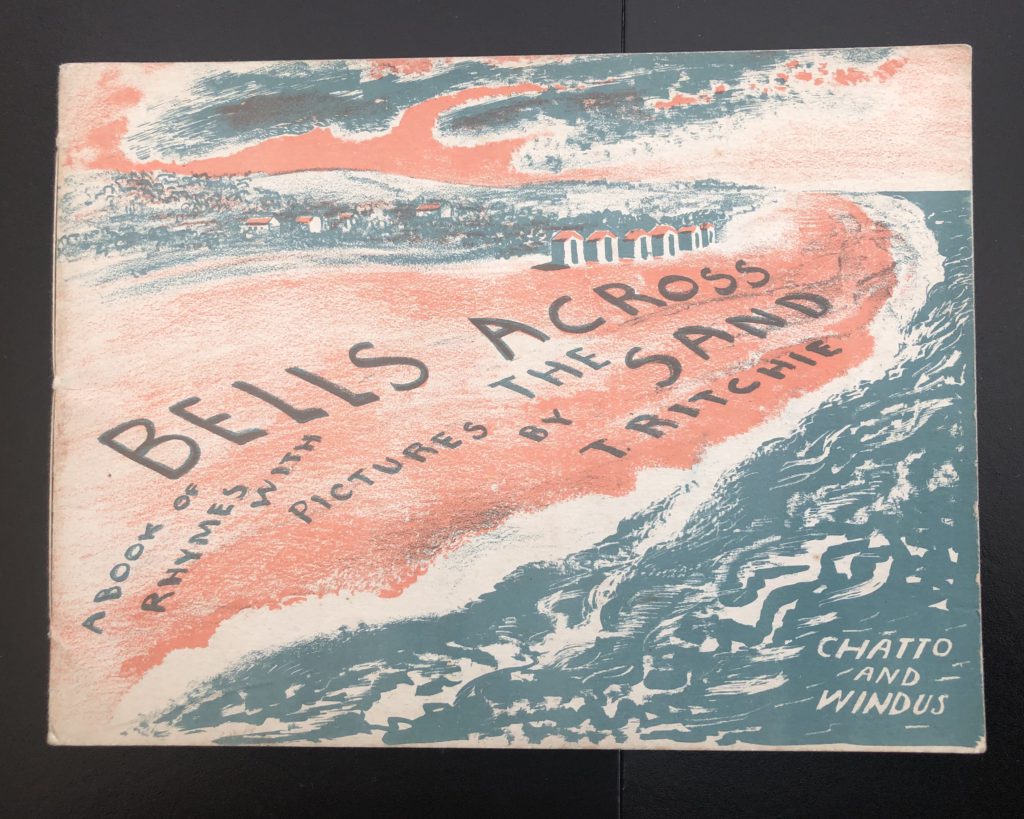 BELLS ACROSS
THE SAND
A BOOK OF
RHYMES WITH
PICTURES BY
T. RITCHIE
CHATTO
AND
WINDUS